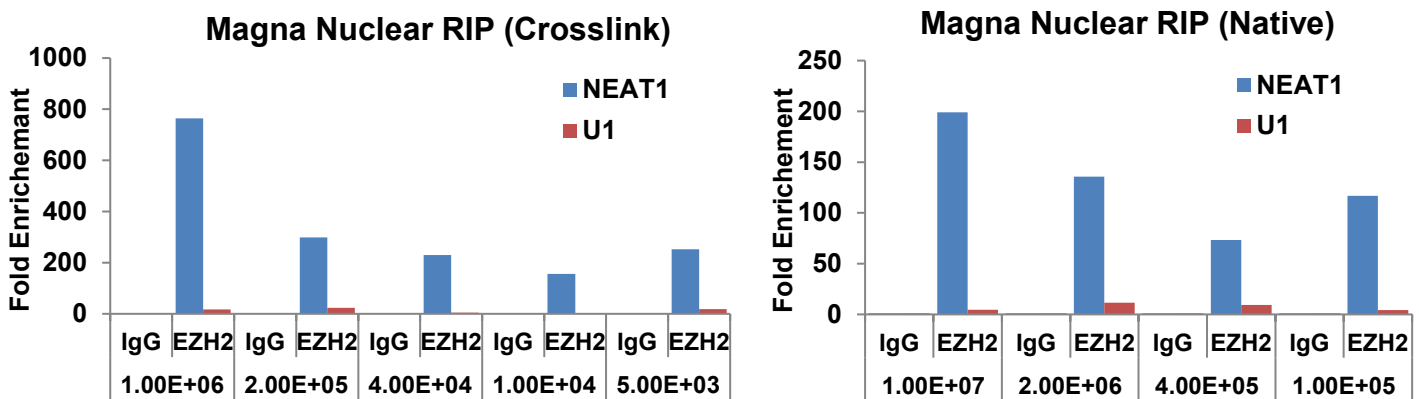 Magna Nuclear RIP (Crosslink)
Fold Enrichemant
1000
800
600
400
200
0
NEAT1
U1
IgG EZH2 IgG EZH2 IgG EZH2 IgG EZH2 IgG EZH2
1.00E+06 2.00E+05 4.00E+04 1.00E+04 5.00E+03
Magna Nuclear RIP (Native)
Fold Enrichment
250
200
150
100
50
0
NEAT1
U1
IgG EZH2 IgG EZH2 IgG EZH2 IgG EZH2
1.00E+07 2.00E+06 4.00E+05 1.00E+05